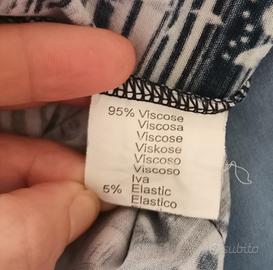 95% Viscose
Viscosa
Viscose
Viskose
Viscoso
Viscoso
Iva
5% Elastic
Elastico
subito